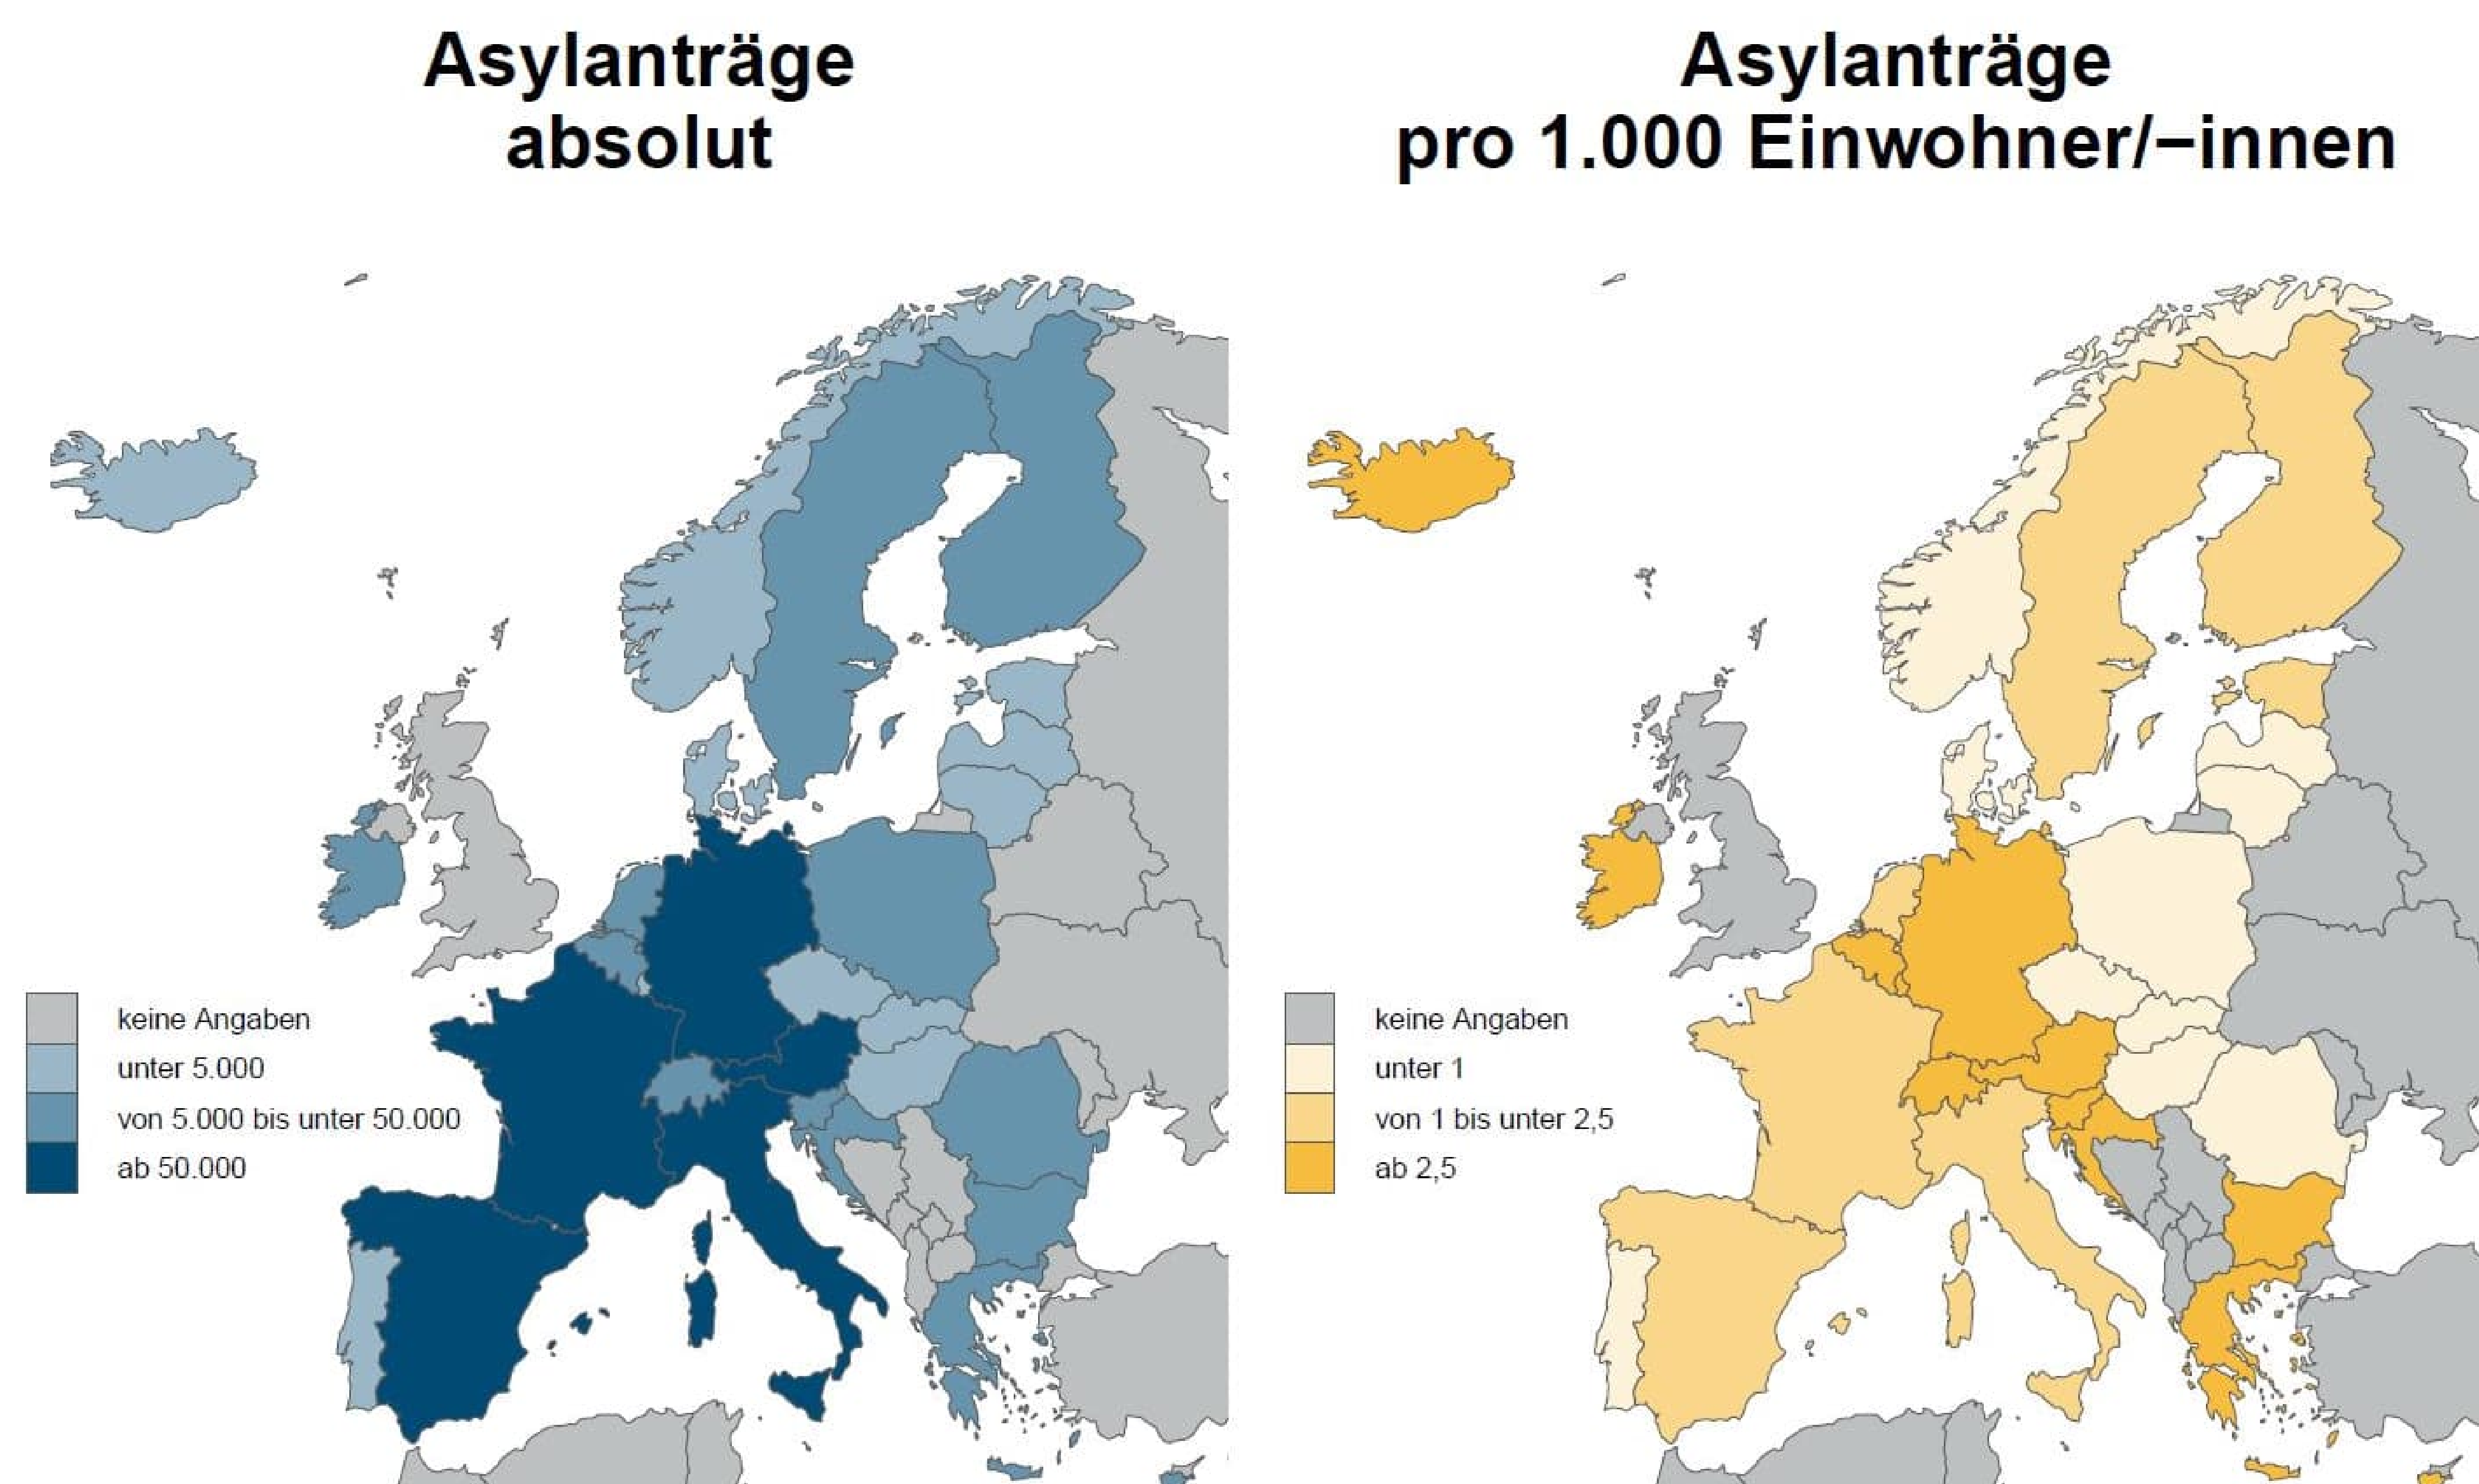 Asylanträge
absolut
keine Angaben
unter 5.000
von 5.000 bis unter 50.000
ab 50.000
Asylanträge
pro 1.000 Einwohner/−innen
keine Angaben
unter 1
von 1 bis unter 2,5
ab 2,5